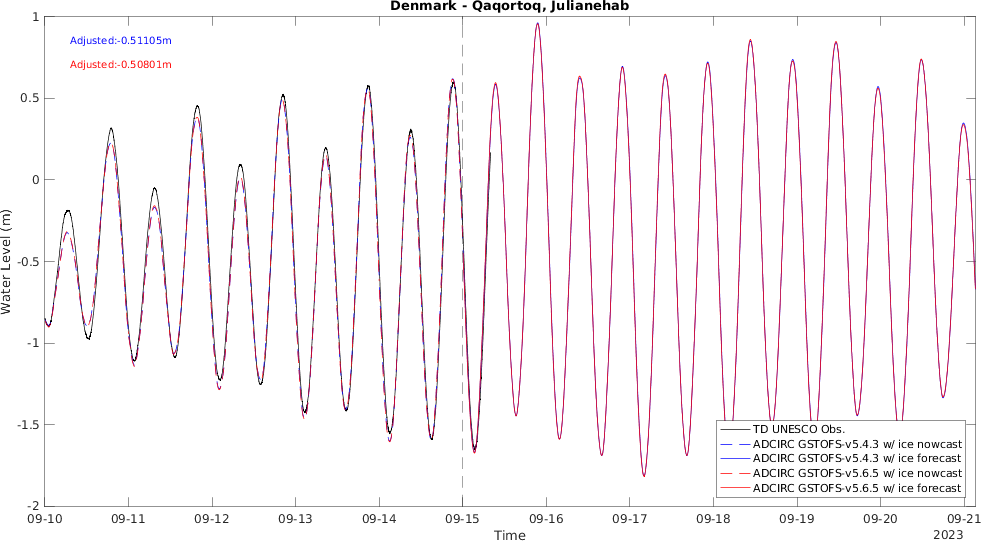 Denmark - Qaqortoq, Julianehab
Adjusted:-0.51105m
Adjusted:-0.50801m
1
0.5
0
-0.5
-1
-1.5
-2
Water Level (m)
TD UNESCO Obs.
ADCIRC GSTOFS-v5.4.3 w/ ice nowcast
ADCIRC GSTOFS-v5.4.3 w/ ice forecast
ADCIRC GSTOFS-v5.6.5 w/ ice nowcast
ADCIRC GSTOFS-v5.6.5 w/ ice forecast
09-10 09-11 09-12 09-13 09-14 09-15 09-16 09-17 09-18 09-19 09-20 09-21
Time
2023